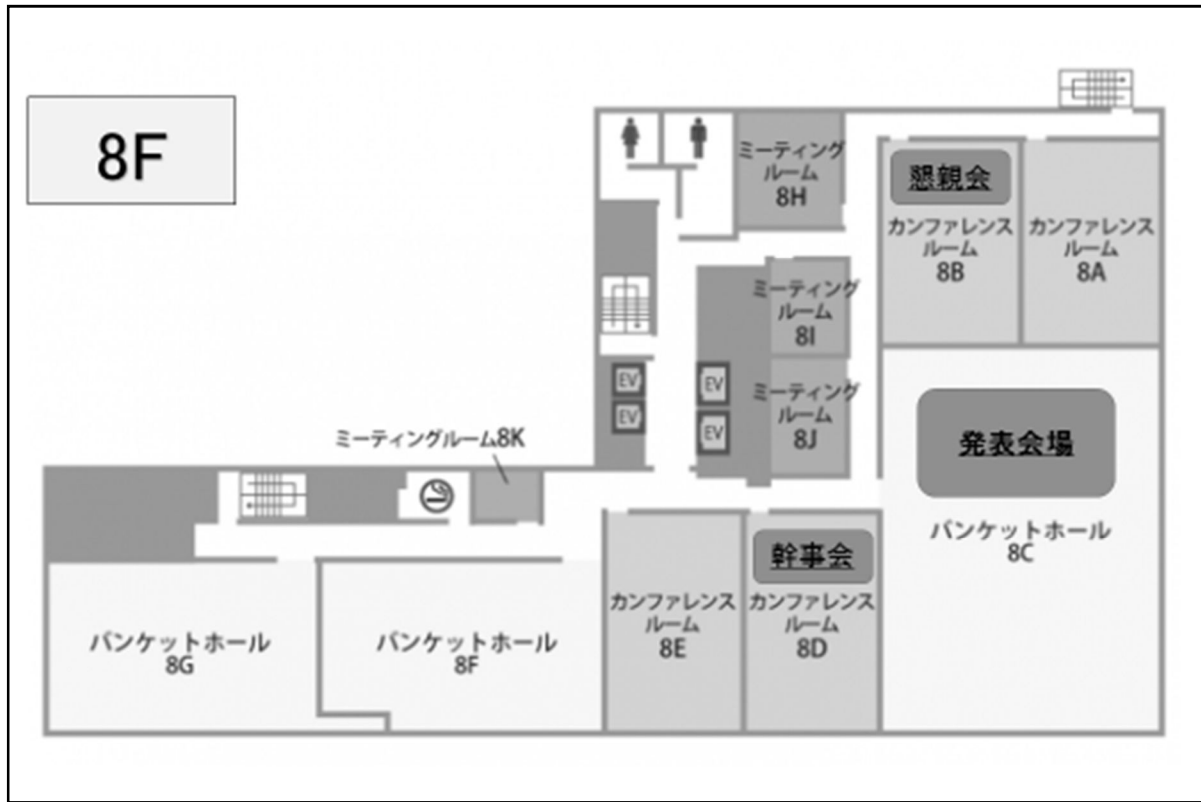 8F
ミーティング
ルーム
8H
懇親会
カンファレンス
ルーム
8B
カンファレンス
ルーム
8A
ミーティング
ルーム
8I
EV
EV
EV
EV
ミーティング
ルーム
8J
ミーティングルーム8K
発表会場
バンケットホール
8C
幹事会
カンファレンス
ルーム
8E
カンファレンス
ルーム
8D
バンケットホール
8G
バンケットホール
8F